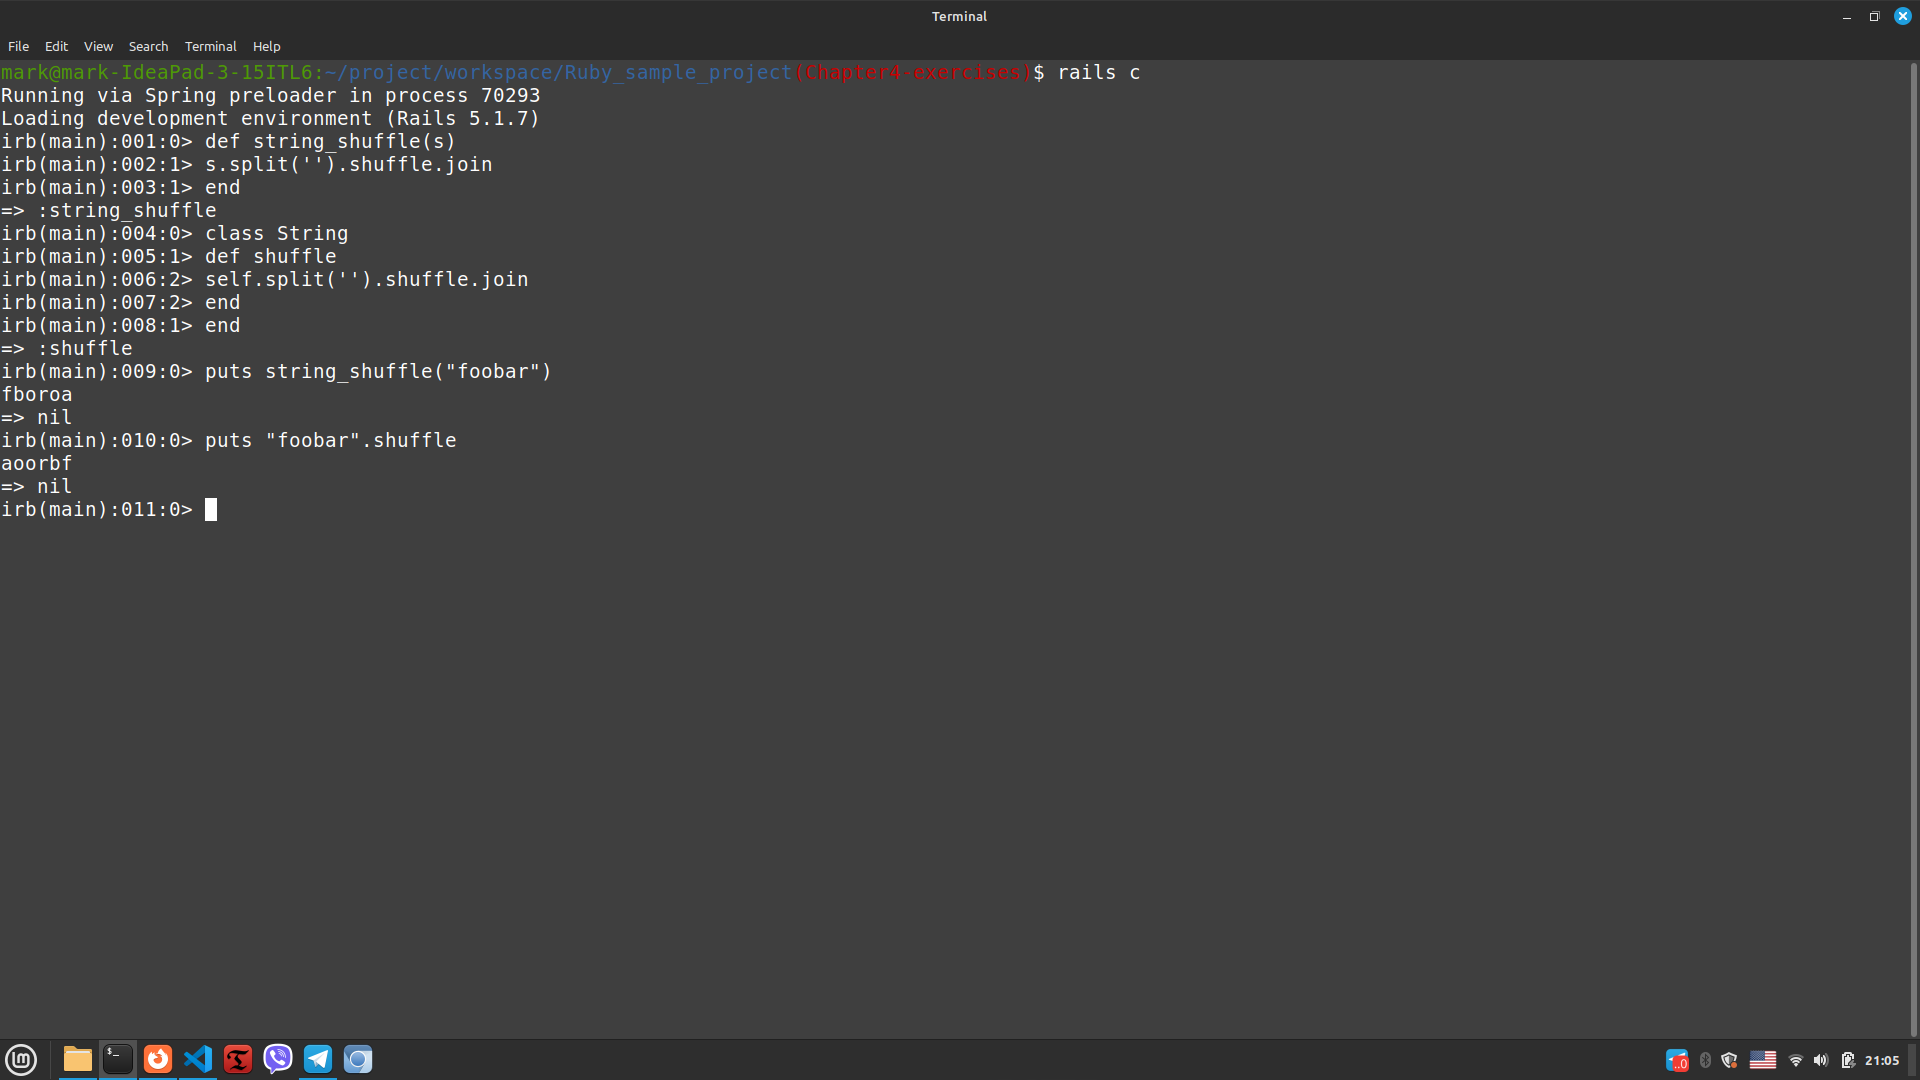 Terminal
File Edit View Search Terminal Help
mark@mark-IdeaPad-3-15ITL6:~/project/workspace/Ruby_sample_project(Chapter4-exercises)$ rails c
Running via Spring preloader in process 70293
Loading development environment (Rails 5.1.7)
irb(main):001:0> def string_shuffle(s)
irb(main):002:1> s.split('').shuffle.join
irb(main):003:1> end
=> :string_shuffle
irb(main):004:0> class String
irb(main):005:1> def shuffle
irb(main):006:2> self.split('').shuffle.join
irb(main):007:2> end
irb(main):008:1> end
=> :shuffle
irb(main):009:0> puts string_shuffle("foobar")
fboroa
=> nil
irb(main):010:0> puts "foobar".shuffle
aoorbf
=> nil
irb(main):011:0>
$_ ..0 21:05